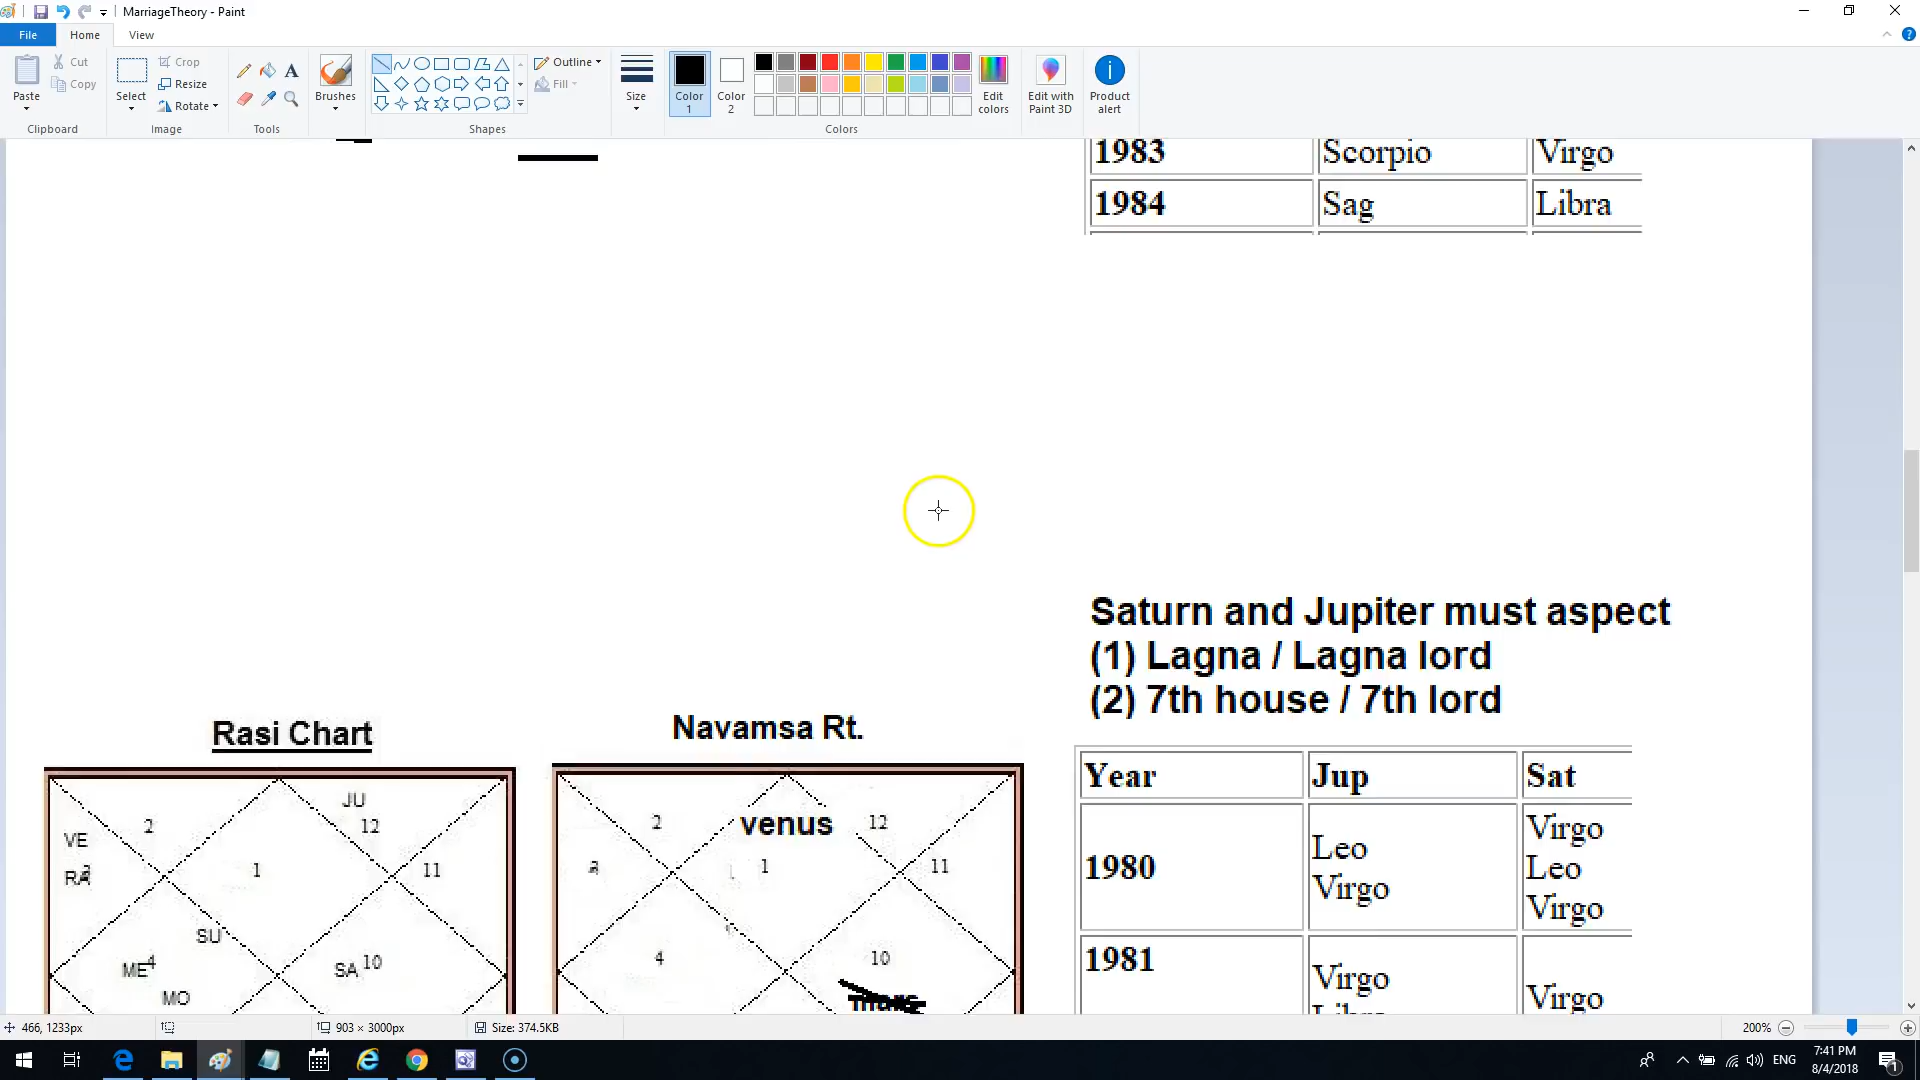 MarriageTheory - Paint
File
Home
View
Paste
Cut
Copy
Clipboard
Select
Crop
Resize
Rotate
Image
A
Tools
Brushes
Shapes
Outline
Fill
Size
Color
1
Color
2
Colors
Edit
colors
Edit with
Paint 3D
Product
alert
1983 Scorpio Virgo
1984 Sag Libra
Saturn and Jupiter must aspect
(1) Lagna / Lagna lord
(2) 7th house / 7th lord
Rasi Chart
JU
12
2
VE
RA
1
11
SU
ME 4
SA 10
MO
Navamsa Rt.
2
venus
12
1
11
4
10
Year Jup Sat
1980
Leo
Virgo
Virgo
Leo
Virgo
1981
Virgo
Virgo
466, 1233px
903 × 3000px
Size: 374.5KB
200%
ENG
7:41 PM
8/4/2018
1